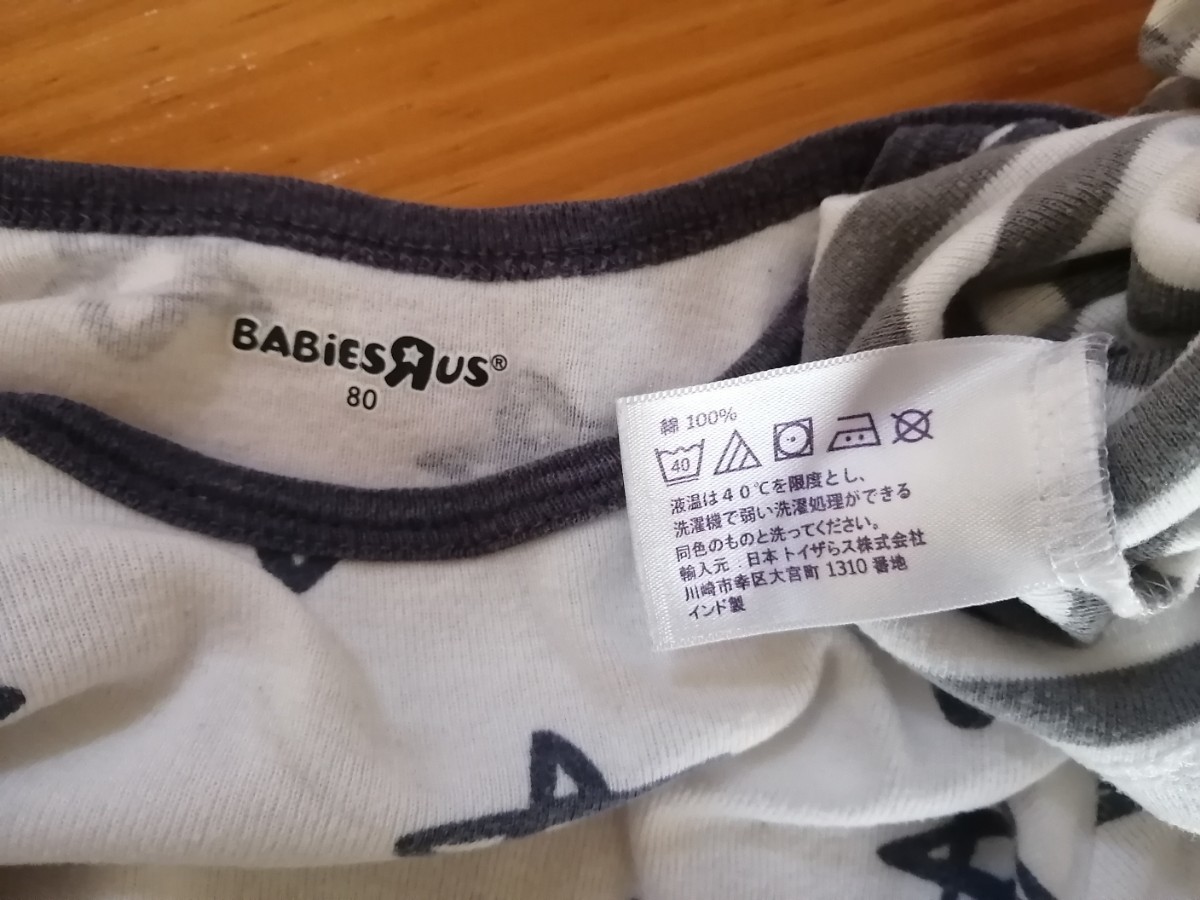 BABiESRUS®
80
綿 100%
40
液温は40℃を限度とし、
洗濯機で弱い洗濯処理ができる
同色のものと洗ってください。
輸入元:日本トイザらス株式会社
川崎市幸区大宮町 1310 番地
インド製